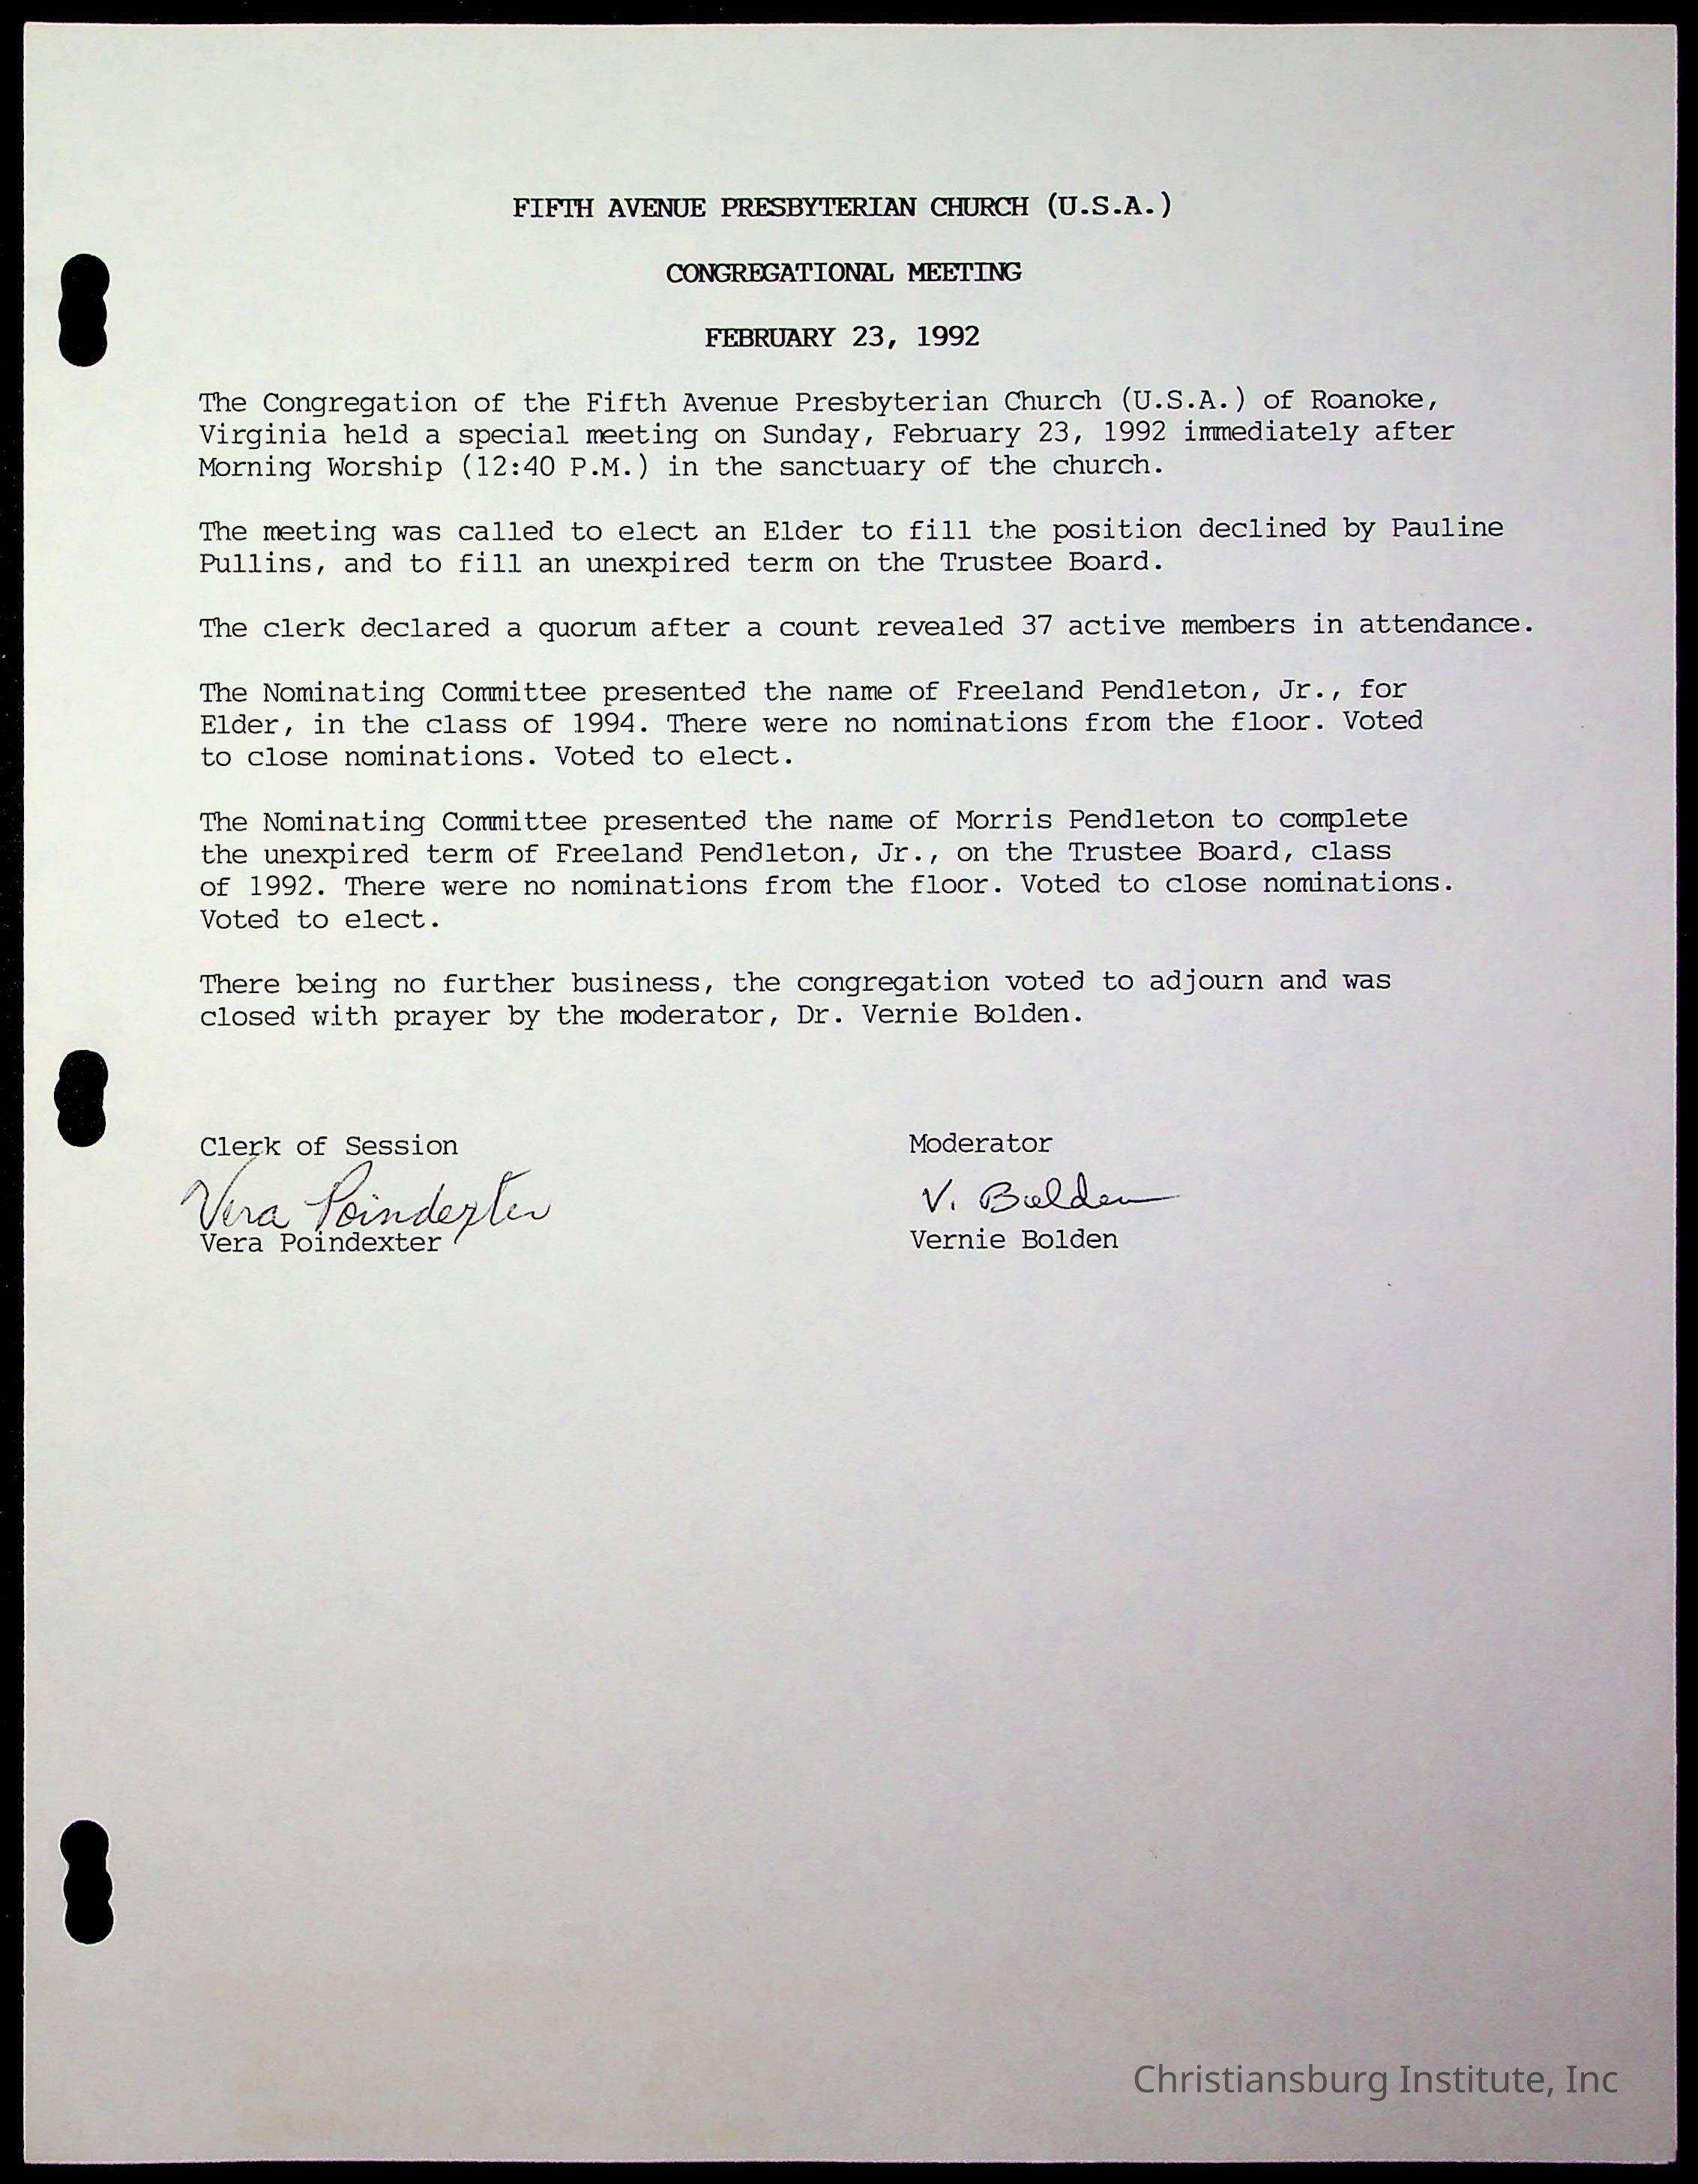 FIFTH AVENUE PRESBYTERIAN CHURCH (U.S.A.)
CONGREGATIONAL MEETING
FEBRUARY 23, 1992
The Congregation of the Fifth Avenue Presbyterian Church (U.S.A.) of Roanoke,
Virginia held a special meeting on Sunday, February 23, 1992 immediately after
Morning Worship (12:40 P.M.) in the sanctuary of the church.
The meeting was called to elect an Elder to fill the position declined by Pauline
Pullins, and to fill an unexpired term on the Trustee Board.
The clerk declared a quorum after a count revealed 37 active members in attendance.
The Nominating Committee presented the name of Freeland Pendleton, Jr., for
Elder, in the class of 1994. There were no nominations from the floor. Voted
to close nominations. Voted to elect.
The Nominating Committee presented the name of Morris Pendleton to complete
the unexpired term of Freeland Pendleton, Jr., on the Trustee Board, class
of 1992. There were no nominations from the floor. Voted to close nominations.
Voted to elect.
There being no further business, the congregation voted to adjourn and was
closed with prayer by the moderator, Dr. Vernie Bolden.
Clerk of Session Moderator
Vera Poindexter V. Bolden
Vera Poindexter Vernie Bolden
Christiansburg Institute, Inc